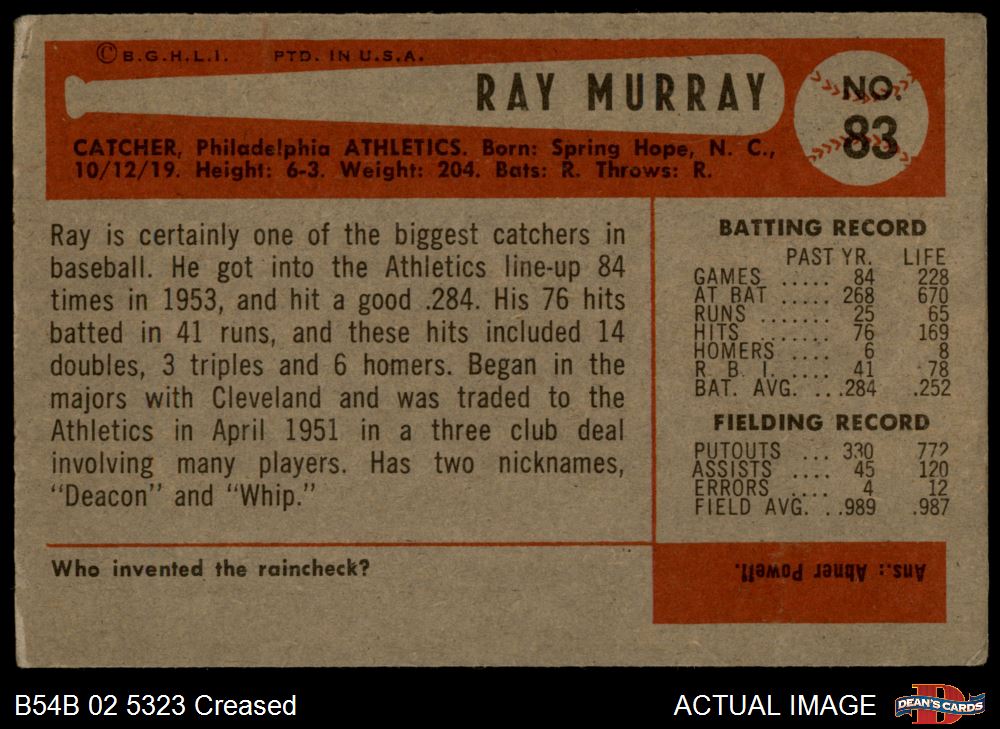 © B.G.H.L.I. PTD. IN U.S.A.
RAY MURRAY
NO.
83
CATCHER, Philadelphia ATHLETICS. Born: Spring Hope, N. C.,
10/12/19. Height: 6-3. Weight: 204. Bats: R. Throws: R.
Ray is certainly one of the biggest catchers in
baseball. He got into the Athletics line-up 84
times in 1953, and hit a good .284. His 76 hits
batted in 41 runs, and these hits included 14
doubles, 3 triples and 6 homers. Began in the
majors with Cleveland and was traded to the
Athletics in April 1951 in a three club deal
involving many players. Has two nicknames,
"Deacon" and "Whip."
BATTING RECORD
PAST YR. LIFE
GAMES ..... 84 228
AT BAT ..... 268 670
RUNS ....... 25 65
HITS ....... 76 169
HOMERS .... 6 8
R. B. I. .... 41 78
BAT. AVG. ...284 .252
FIELDING RECORD
PUTOUTS ... 330 772
ASSISTS .... 45 120
ERRORS .... 4 12
FIELD AVG. ..989 .987
Who invented the raincheck?
Ans.: Abner Powell.
B54B 02 5323 Creased
ACTUAL IMAGE
DEAN'S CARDS